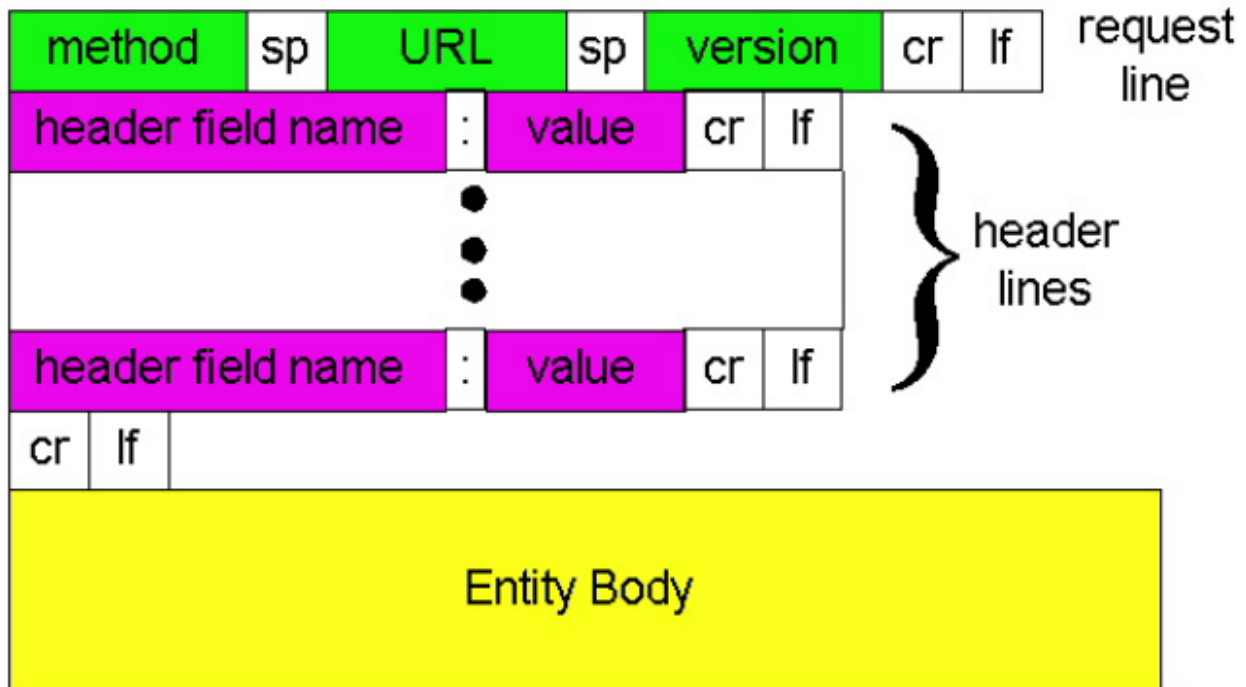 method sp URL sp version cr lf
request
line
header field name : value cr lf
header
lines
header field name : value cr lf
cr lf
Entity Body